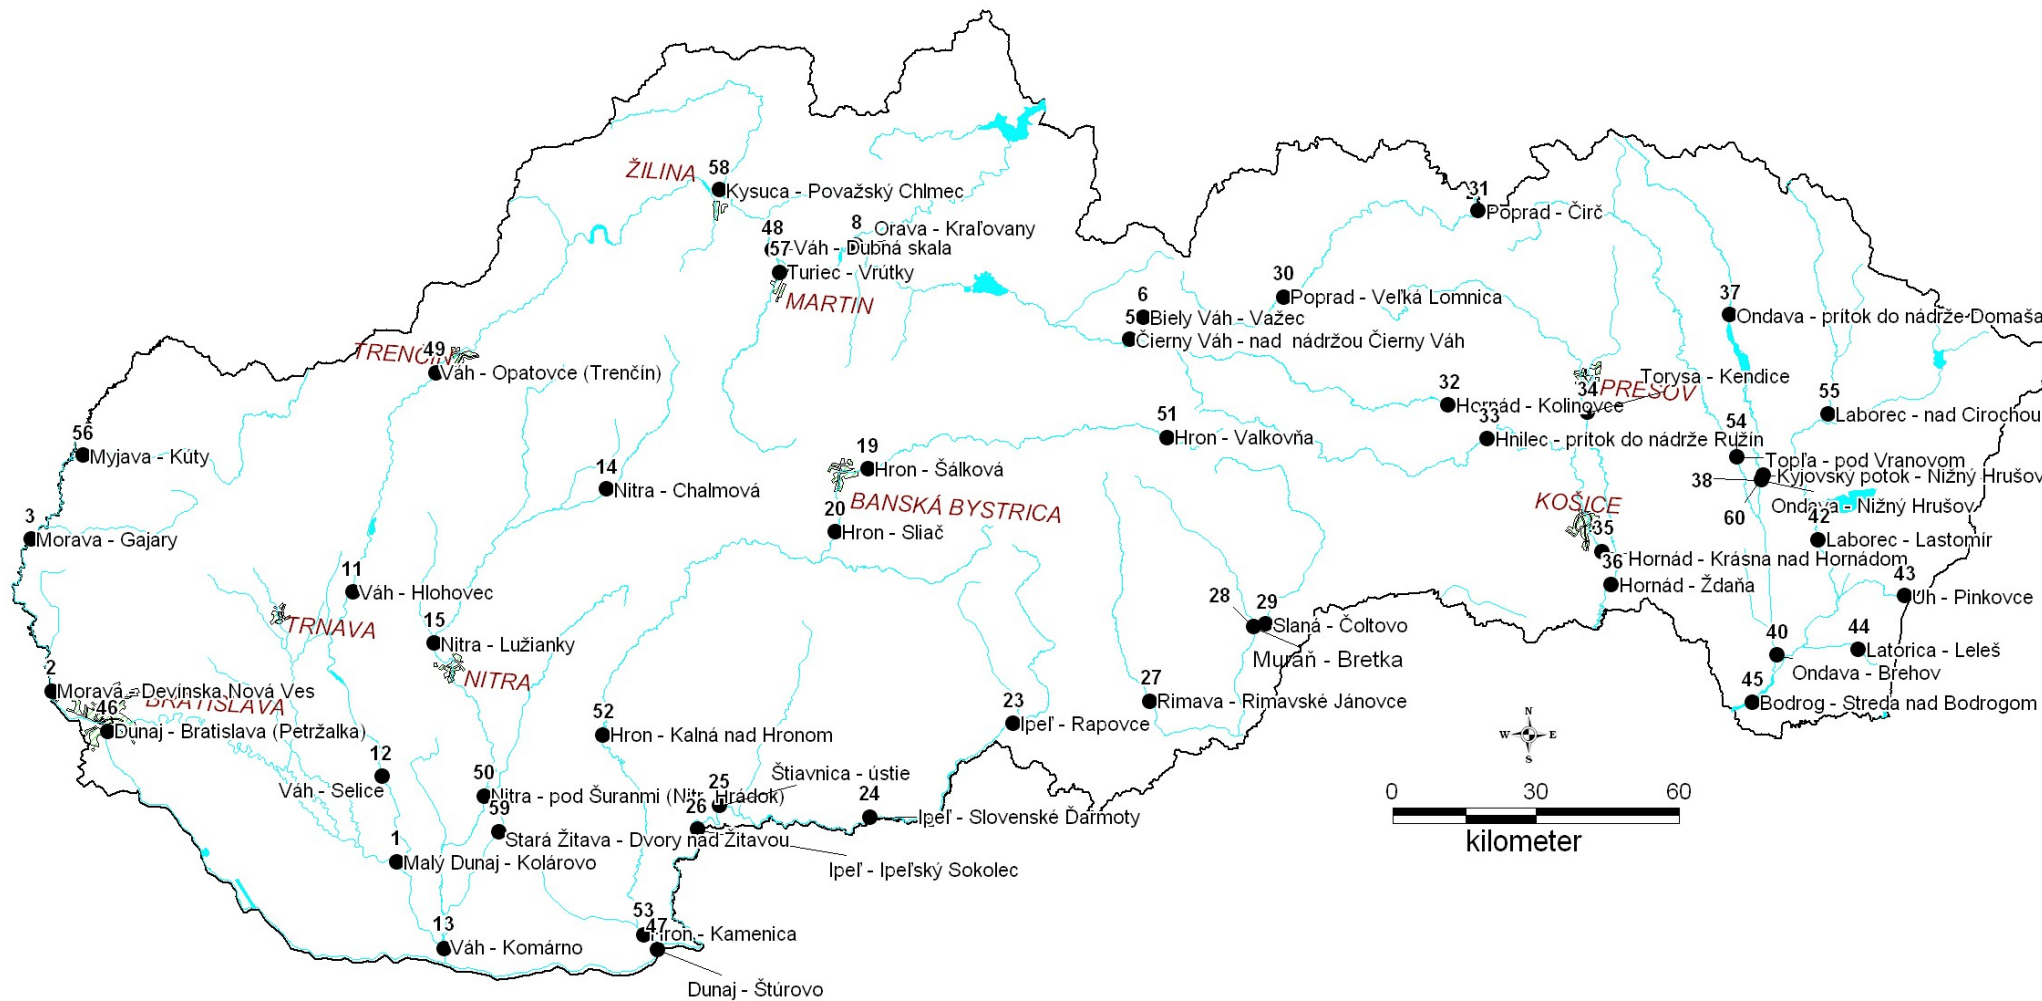 58
ŽILINA
Kysuca - Považský Chlmec
31
Poprad - Čirč
48
8
Orava - Kraľovany
Váh - Dubná skala
57
Turiec - Vrútky
MARTIN
30
Poprad - Veľká Lomnica
6
Biely Váh - Važec
5
Čierny Váh - nad nádržou Čierny Váh
37
Ondava - prítok do nádrže Domaša
TRENČÍN
49
Váh - Opatovce (Trenčín)
Torysa - Kendice
PREŠOV
34
32
Hornád - Kolinovce
55
Laborec - nad Cirochou
33
Hnilec - prítok do nádrže Ružín
51
Hron - Valkovňa
54
Topľa - pod Vranovom
56
Myjava - Kúty
19
Hron - Šálková
Kyjovský potok - Nižný Hrušov
38
14
Nitra - Chalmová
BANSKÁ BYSTRICA
KOŠICE
Ondava - Nižný Hrušov
60
20
Hron - Sliač
3
Morava - Gajary
35
42
Laborec - Lastomír
Hornád - Krásna nad Hornádom
36
Hornád - Ždaňa
11
Váh - Hlohovec
43
Uh - Pinkovce
TRNAVA
28
29
Slaná - Čoltovo
15
Nitra - Lužianky
44
Latorica - Leleš
Muráň - Bretka
40
Ondava - Brehov
NITRA
2
Morava - Devínska Nová Ves
BRATISLAVA
27
Rimava - Rimavské Jánovce
45
Bodrog - Streda nad Bodrogom
46
Dunaj - Bratislava (Petržalka)
23
Ipeľ - Rapovce
52
Hron - Kalná nad Hronom
N
W
E
S
12
Váh - Selice
50
Nitra - pod Šuranmi (Nitr. Hrádok)
25
Štiavnica - ústie
26
24
Ipeľ - Slovenské Ďarmoty
0
30
60
kilometer
59
Stará Žitava - Dvory nad Žitavou
1
Malý Dunaj - Kolárovo
Ipeľ - Ipeľský Sokolec
13
Váh - Komárno
53
47
Hron - Kamenica
Dunaj - Štúrovo